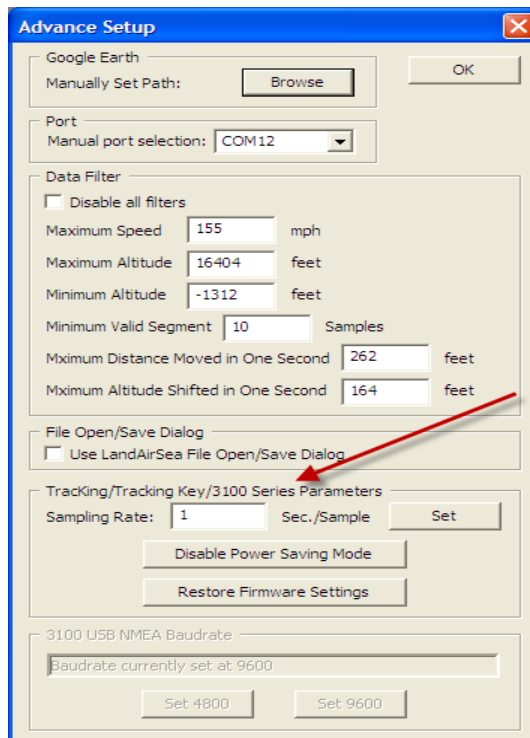 Advance Setup
Google Earth
Manually Set Path: Browse
OK
Port
Manual port selection: COM12
Data Filter
Disable all filters
Maximum Speed 155 mph
Maximum Altitude 16404 feet
Minimum Altitude -1312 feet
Minimum Valid Segment 10 Samples
Mximum Distance Moved in One Second 262 feet
Mximum Altitude Shifted in One Second 164 feet
File Open/Save Dialog
Use LandAirSea File Open/Save Dialog
TracKing/Tracking Key/3100 Series Parameters
Sampling Rate: 1 Sec./Sample Set
Disable Power Saving Mode
Restore Firmware Settings
3100 USB NMEA Baudrate
Baudrate currently set at 9600
Set 4800 Set 9600